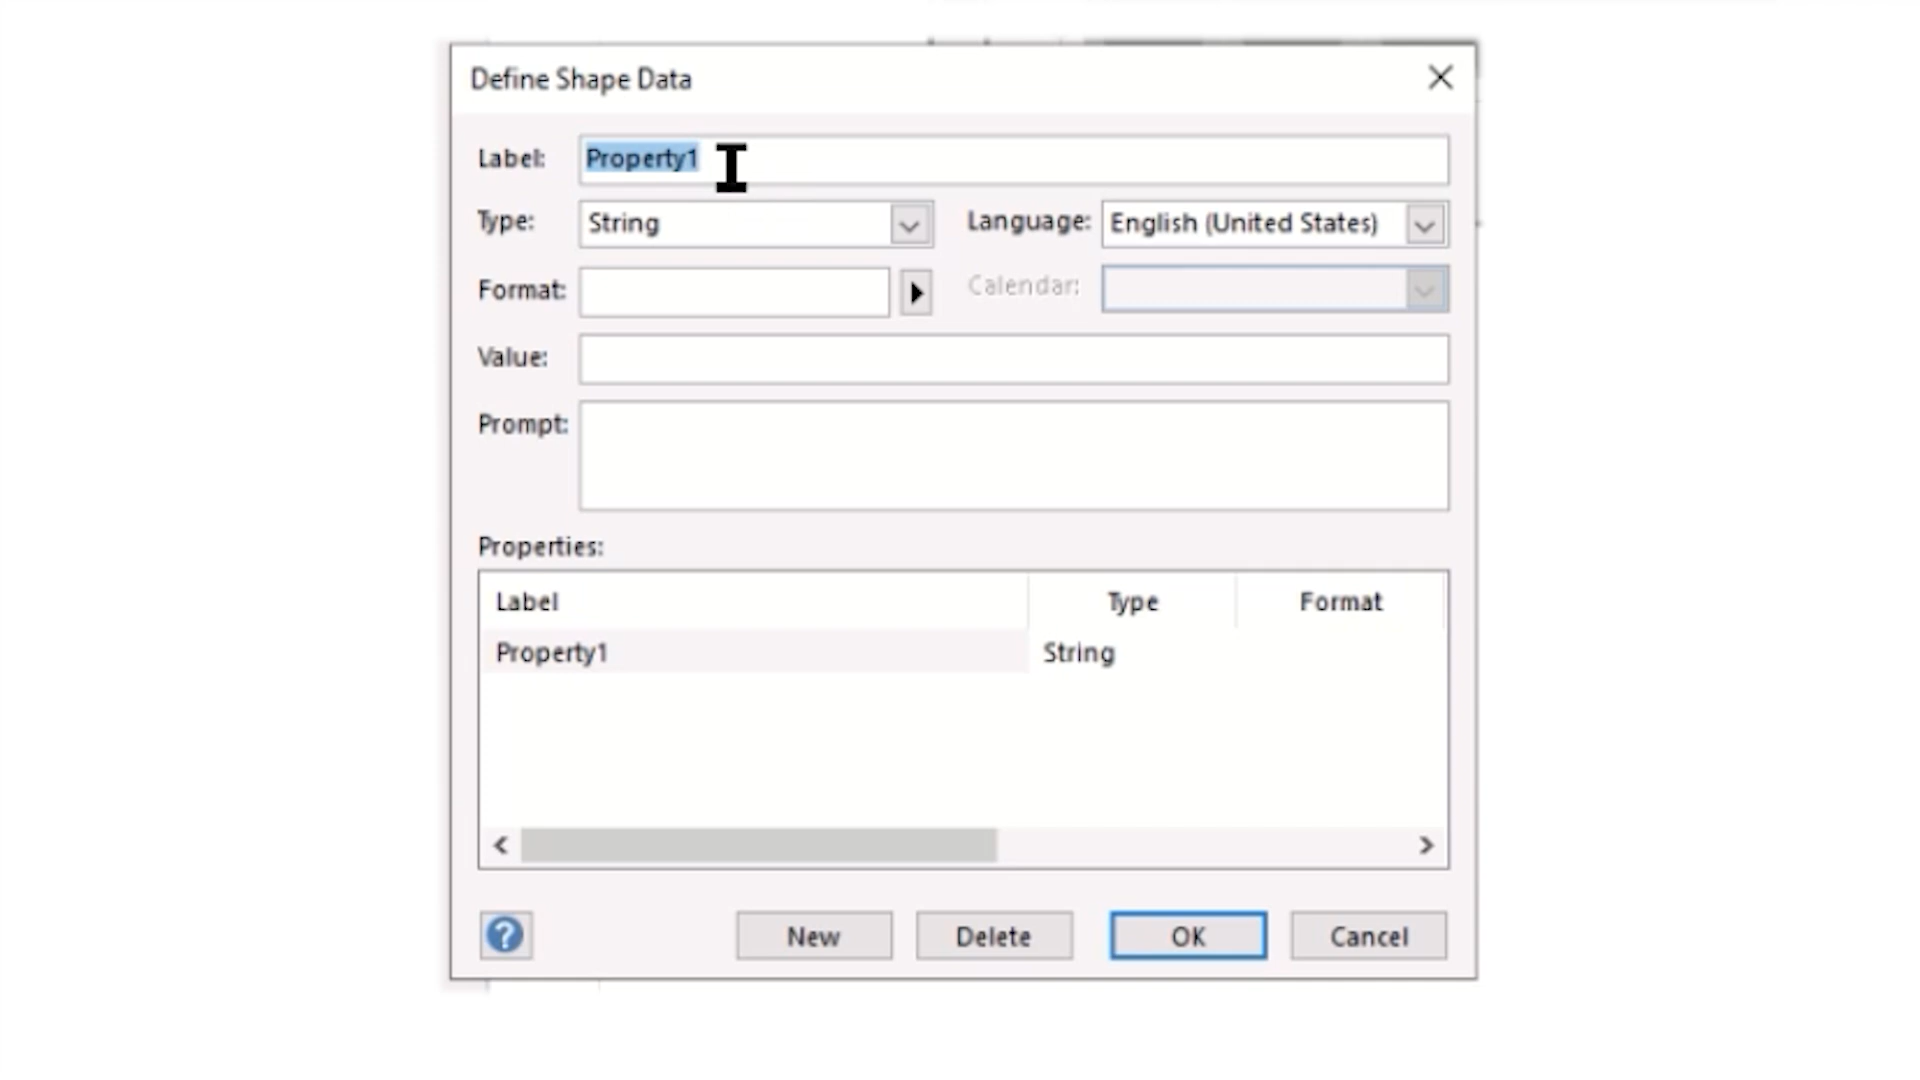 Define Shape Data
Label: Property1
Type: String Language: English (United States)
Format: Calendar:
Value:
Prompt:
Properties:
Label Type Format
Property1 String
? New Delete OK Cancel